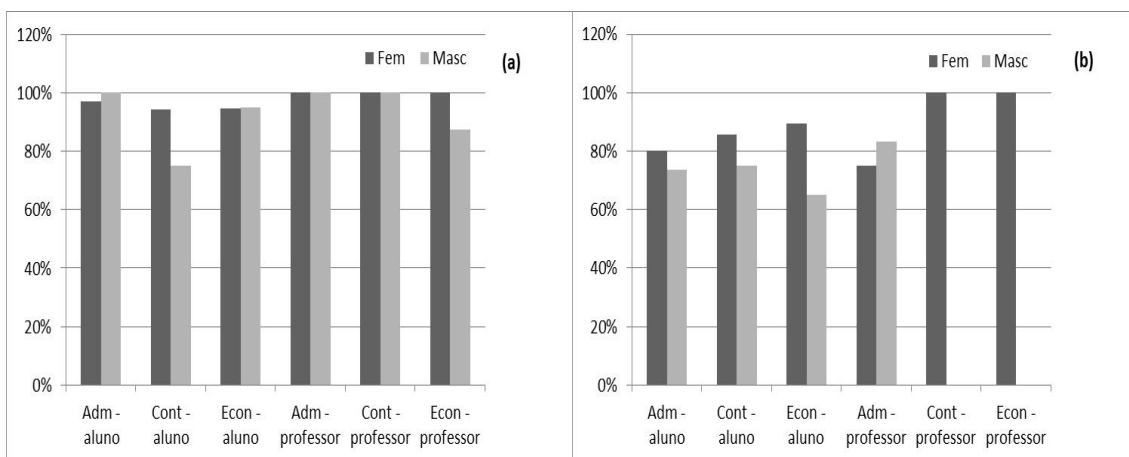 120%
100%
80%
60%
40%
20%
0%
Fem Masc
(a)
Adm - aluno
Cont - aluno
Econ - aluno
Adm - professor
Cont - professor
Econ - professor
120%
100%
80%
60%
40%
20%
0%
Fem Masc
(b)
Adm - aluno
Cont - aluno
Econ - aluno
Adm - professor
Cont - professor
Econ - professor